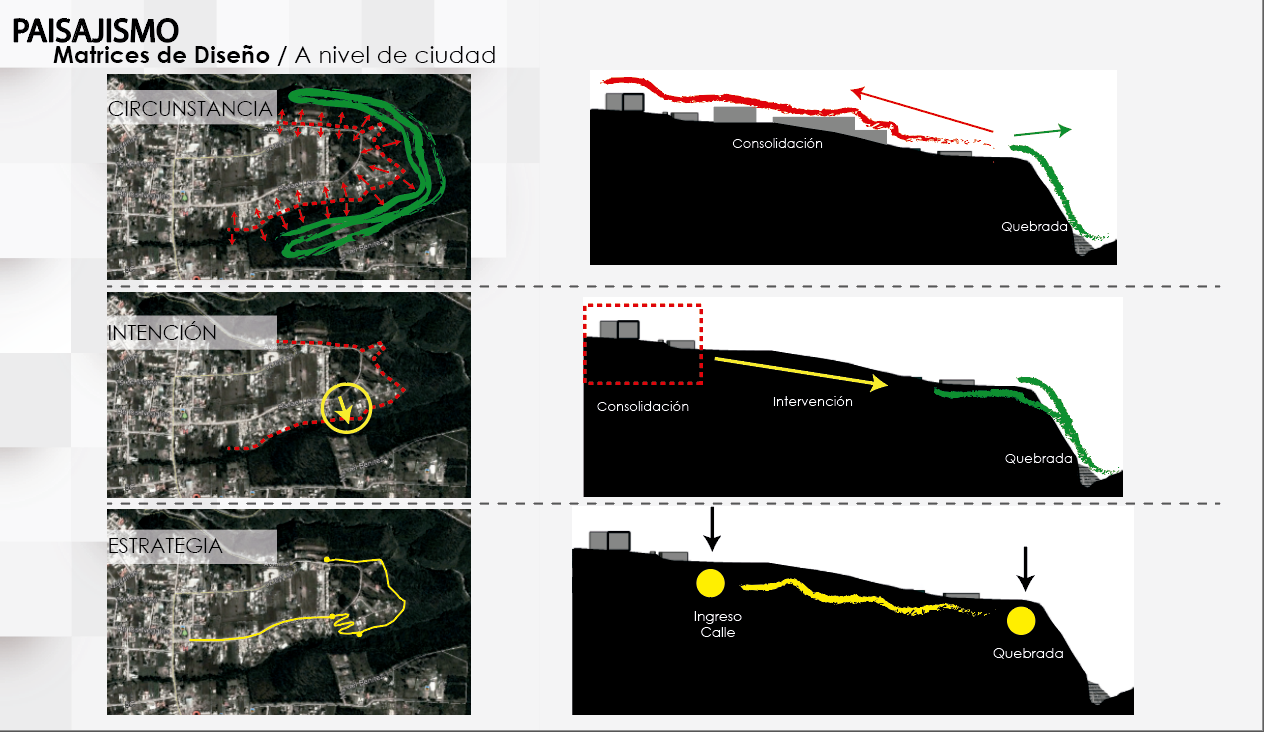 PAISAJISMO
Matrices de Diseño / A nivel de ciudad
CIRCUNSTANCIA
Consolidación
Quebrada
INTENCIÓN
Consolidación
Intervención
Quebrada
ESTRATEGIA
Ingreso
Calle
Quebrada